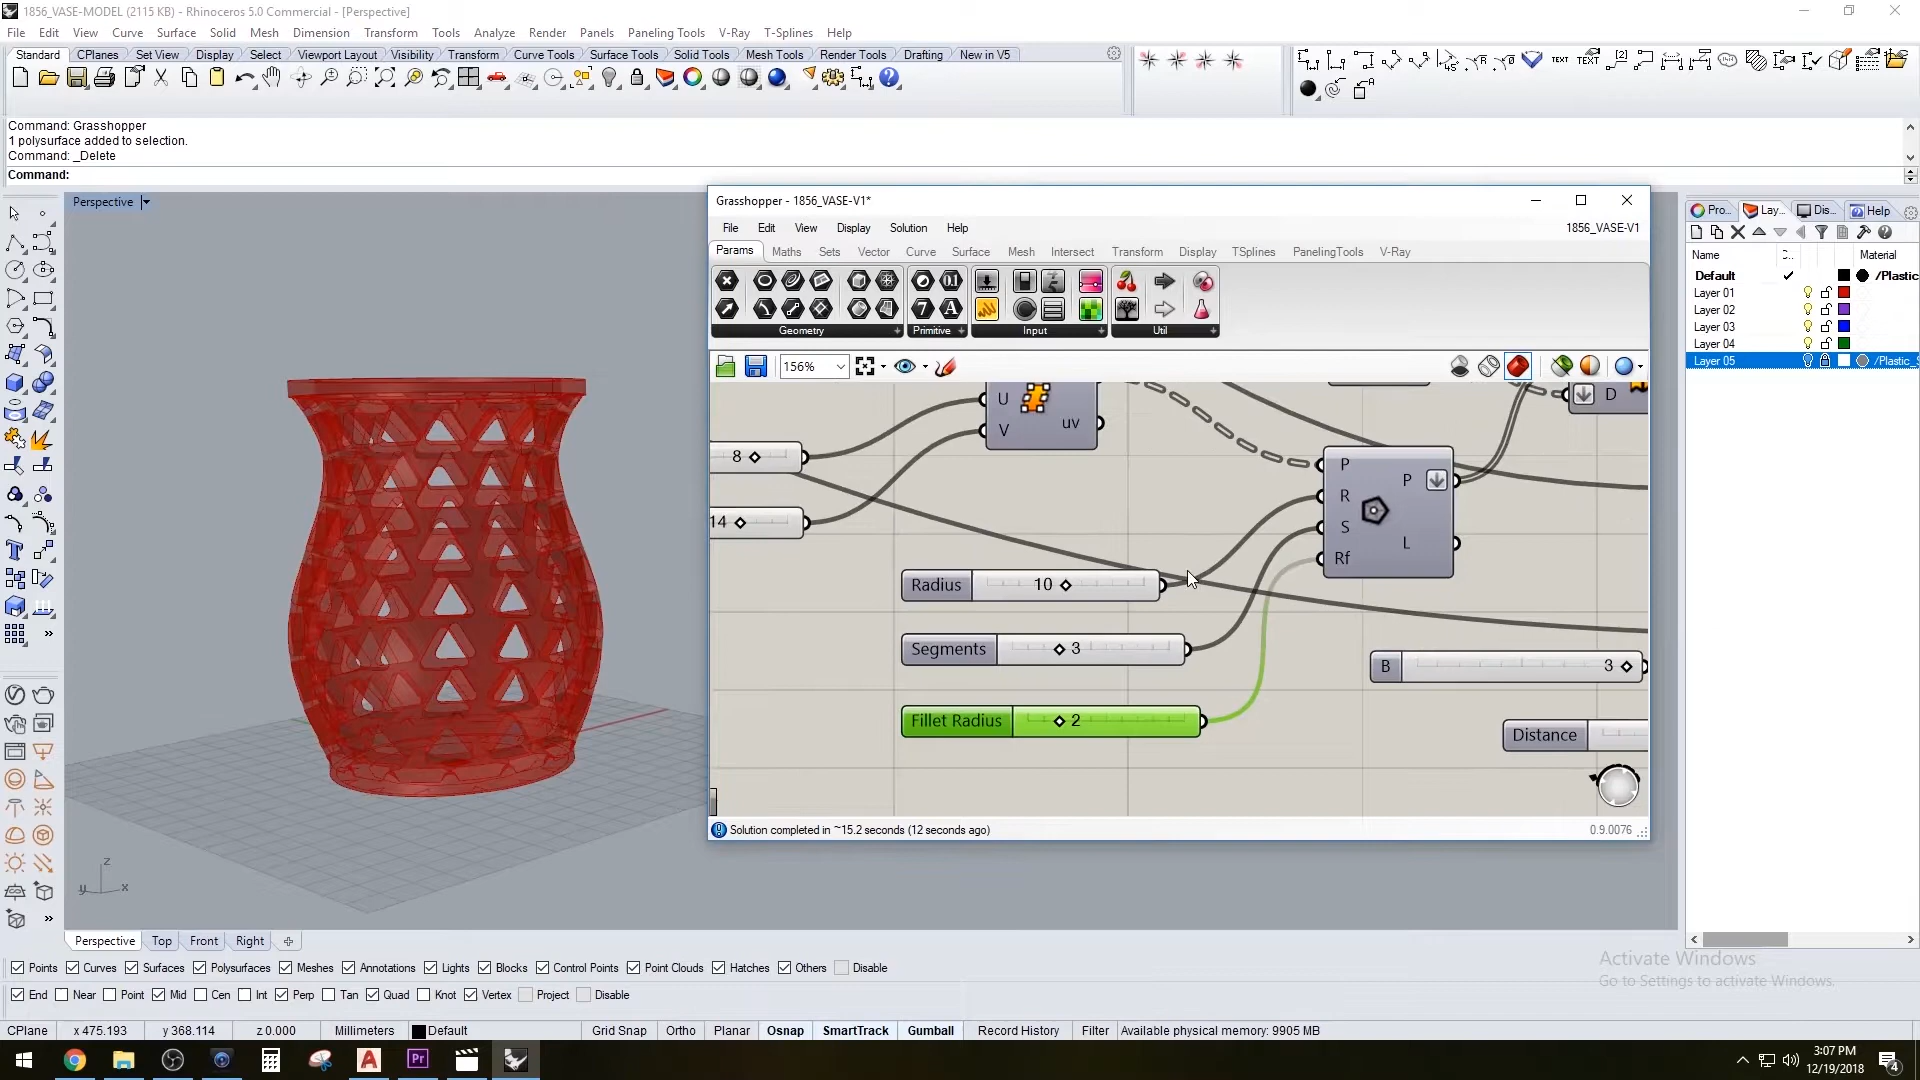 1856_VASE-MODEL (2115 KB) - Rhinoceros 5.0 Commercial - [Perspective]
File Edit View Curve Surface Solid Mesh Dimension Transform Tools Analyze Render Panels Paneling Tools V-Ray T-Splines Help
Standard CPlanes Set View Display Select Viewport Layout Visibility Transform Curve Tools Surface Tools Solid Tools Mesh Tools Render Tools Drafting New in V5
TEXT TEXT
Command: Grasshopper
1 polysurface added to selection.
Command: _Delete
Command:
Perspective
Grasshopper - 1856_VASE-V1*
File Edit View Display Solution Help 1856_VASE-V1
Params Maths Sets Vector Curve Surface Mesh Intersect Transform Display TSplines PanelingTools V-Ray
Geometry Primitive Input Util
156%
U
V
uv
D
8
14
P
R
S
Rf
P
L
Radius 10
Segments 3
B 3
Fillet Radius 2
Distance
Solution completed in ~15.2 seconds (12 seconds ago) 0.9.0076
Pro... Lay... Dis... Help
Name Material
Default /Plastic
Layer 01
Layer 02
Layer 03
Layer 04
Layer 05 /Plastic_S
z
y x
Perspective Top Front Right
Points Curves Surfaces Polysurfaces Meshes Annotations Lights Blocks Control Points Point Clouds Hatches Others Disable
End Near Point Mid Cen Int Perp Tan Quad Knot Vertex Project Disable
Activate Windows
Go to Settings to activate Windows.
CPlane x 475.193 y 368.114 z 0.000 Millimeters Default Grid Snap Ortho Planar Osnap SmartTrack Gumball Record History Filter Available physical memory: 9905 MB
3:07 PM
12/19/2018
4